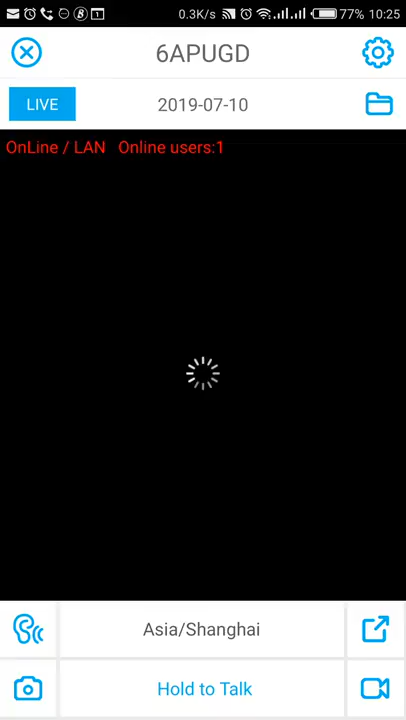 0.3K/s 77% 10:25
6APUGD
LIVE 2019-07-10
OnLine / LAN Online users:1
Asia/Shanghai
Hold to Talk